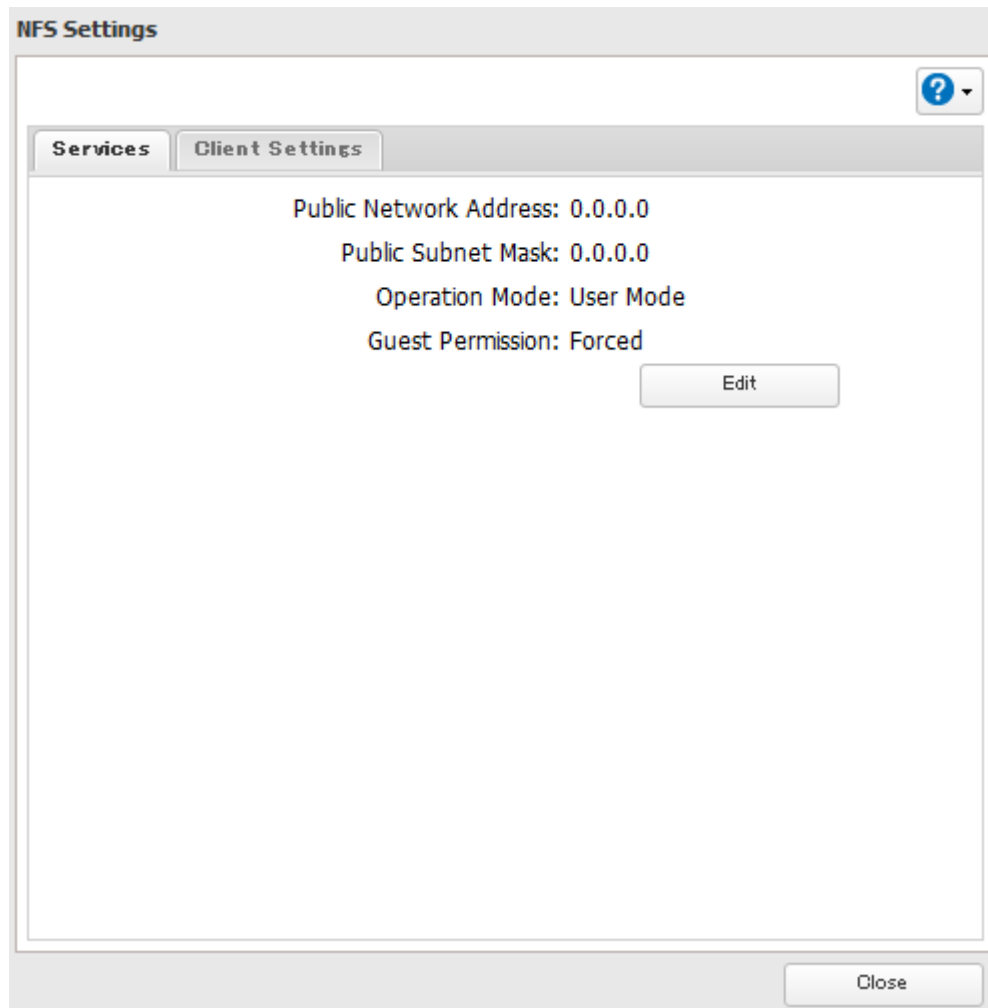 NFS Settings
?
Services Client Settings
Public Network Address: 0.0.0.0
Public Subnet Mask: 0.0.0.0
Operation Mode: User Mode
Guest Permission: Forced
Edit
Close